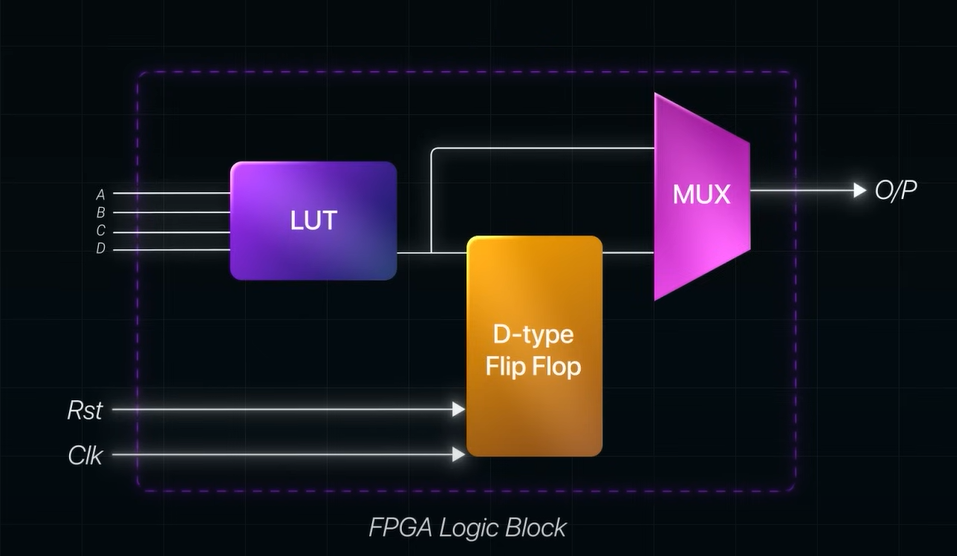 A
B
C
D
LUT
MUX
O/P
D-type
Flip Flop
Rst
Clk
FPGA Logic Block